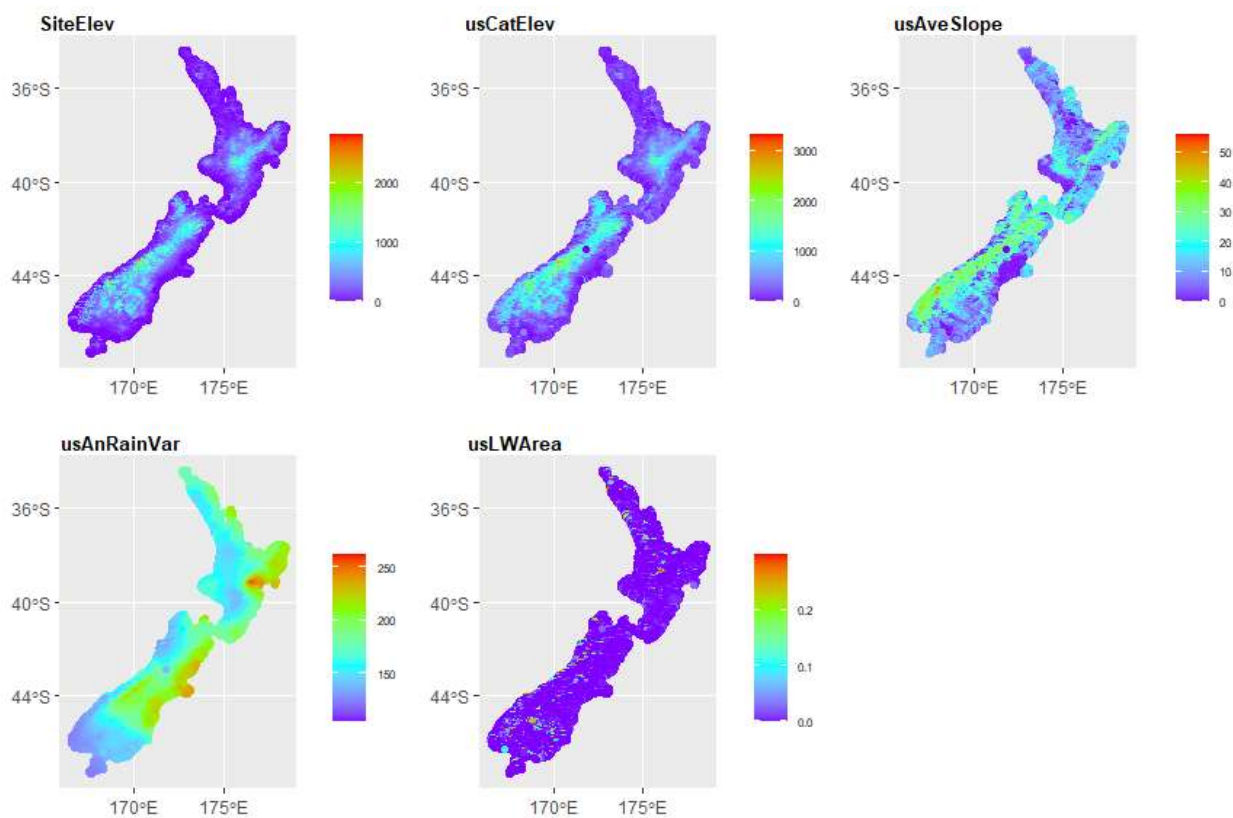 SiteElev
36°S
40°S
44°S
170°E 175°E
2000
1000
0
usCatElev
36°S
40°S
44°S
170°E 175°E
3000
2000
1000
0
usAveSlope
36°S
40°S
44°S
170°E 175°E
50
40
30
20
10
0
usAnRainVar
36°S
40°S
44°S
170°E 175°E
250
200
150
usLWArea
36°S
40°S
44°S
170°E 175°E
0.2
0.1
0.0